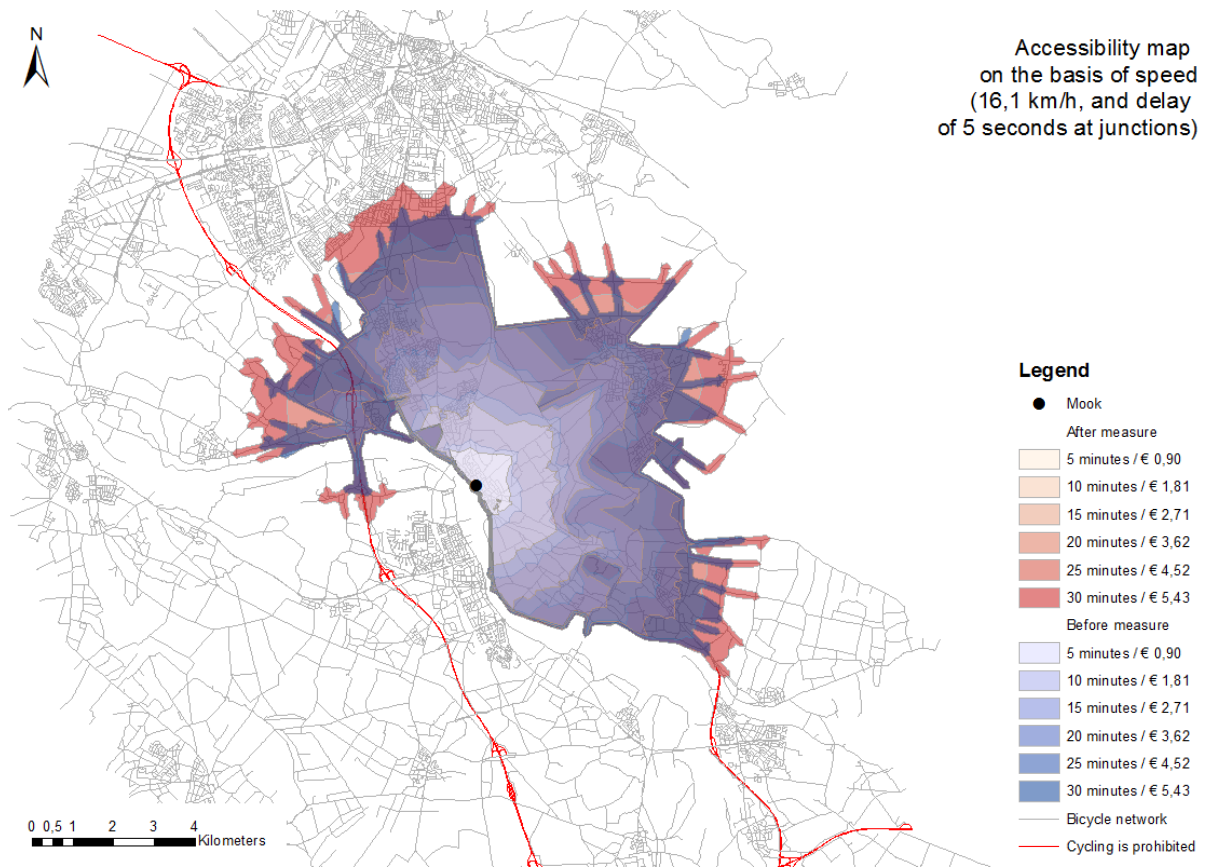 N
Accessibility map
on the basis of speed
(16,1 km/h, and delay
of 5 seconds at junctions)
Legend
Mook
After measure
5 minutes / € 0,90
10 minutes / € 1,81
15 minutes / € 2,71
20 minutes / € 3,62
25 minutes / € 4,52
30 minutes / € 5,43
Before measure
5 minutes / € 0,90
10 minutes / € 1,81
15 minutes / € 2,71
20 minutes / € 3,62
25 minutes / € 4,52
30 minutes / € 5,43
Bicycle network
Cycling is prohibited
0 0,5 1 2 3 4
Kilometers